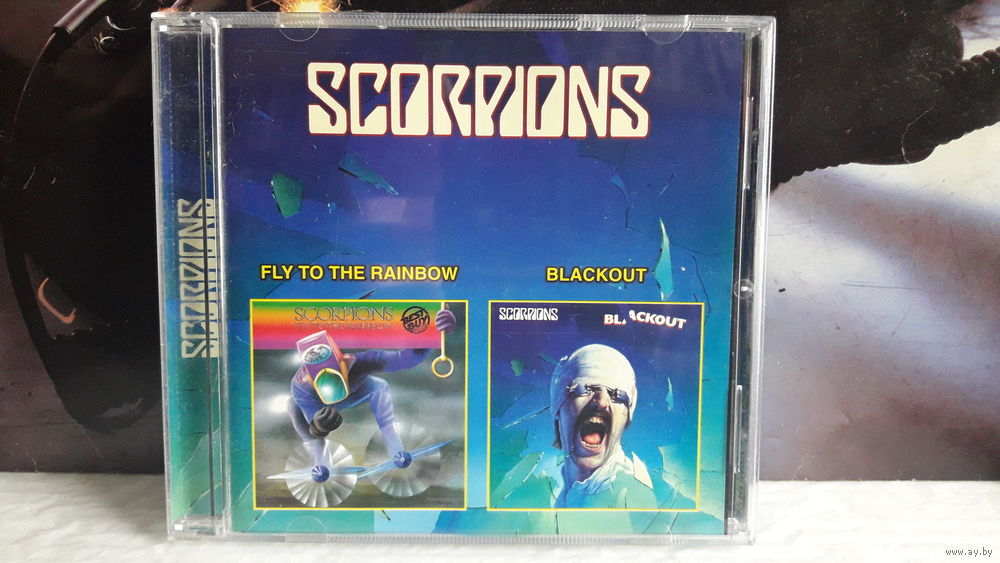 SCORPIONS
SCORPIONS
FLY TO THE RAINBOW
BLACKOUT
SCORPIONS
BEST BUY
SCORPIONS
BLACKOUT
www.ay.by